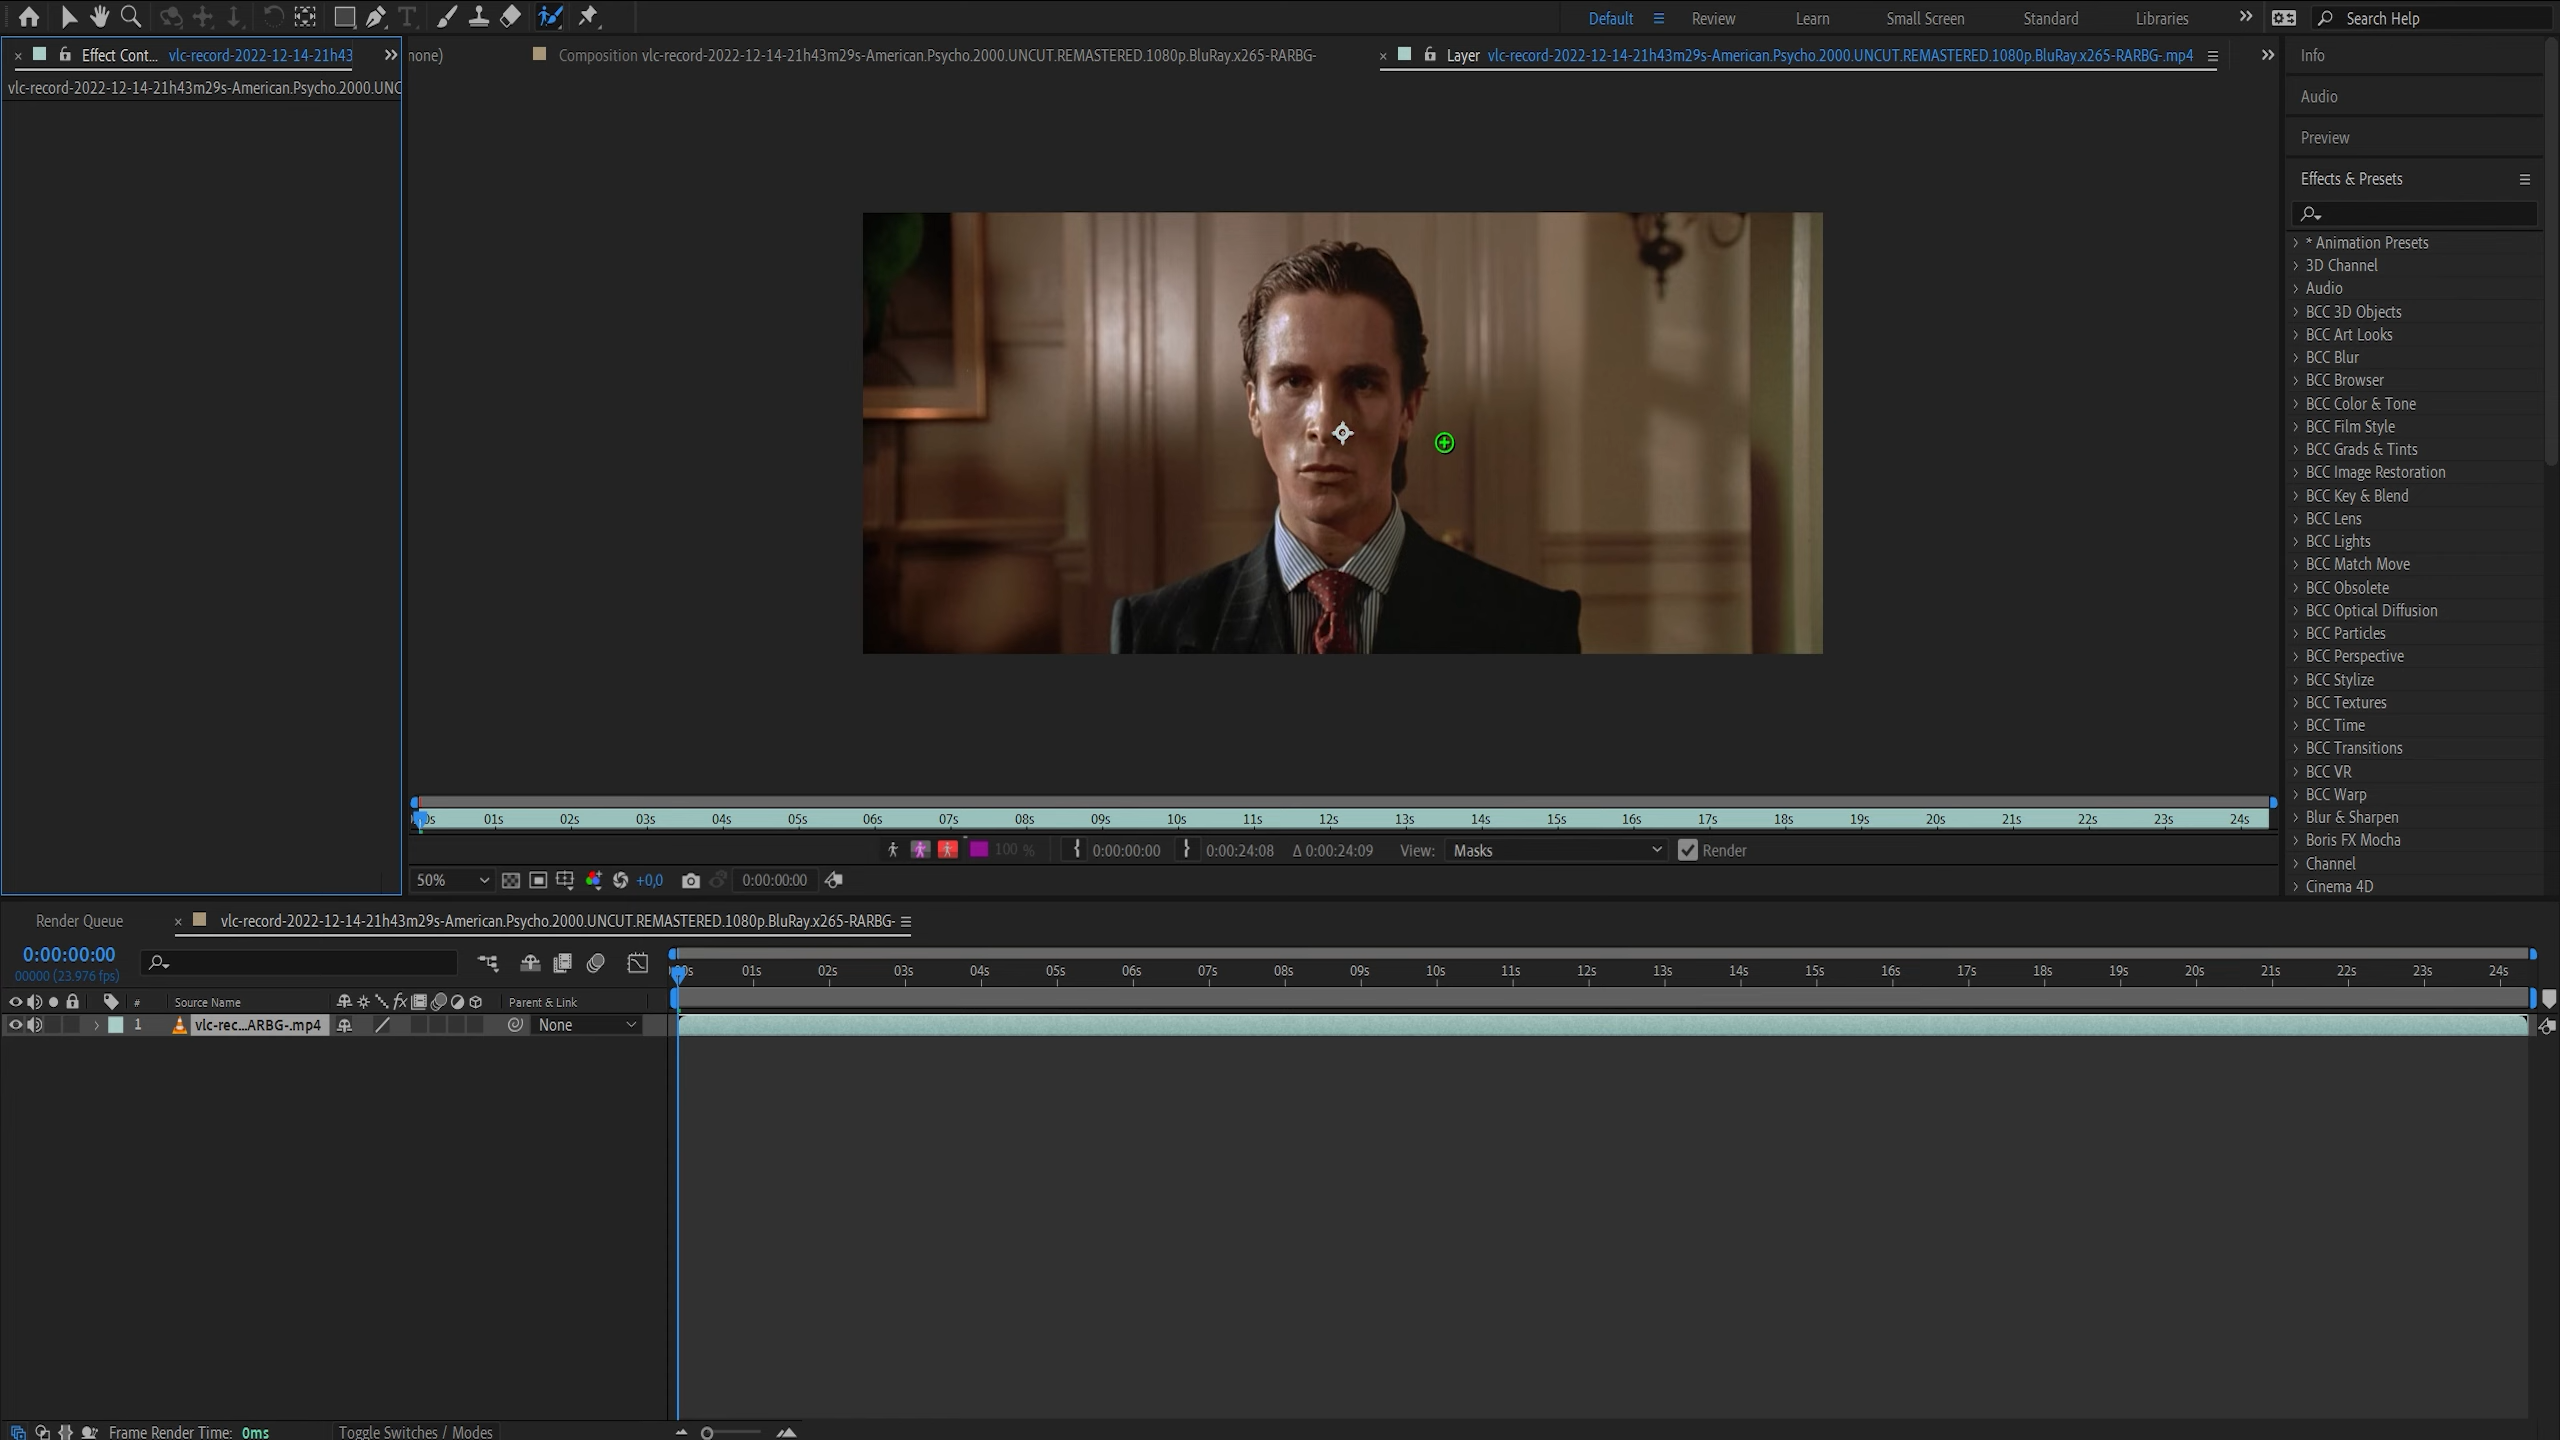 Default
Review
Learn
Small Screen
Standard
Libraries
Search Help
Effect Cont... vlc-record-2022-12-14-21h43
none)
Composition vlc-record-2022-12-14-21h43m29s-American.Psycho.2000.UNCUT.REMASTERED.1080p.BluRay.x265-RARBG-
Layer vlc-record-2022-12-14-21h43m29s-American.Psycho.2000.UNCUT.REMASTERED.1080p.BluRay.x265-RARBG-.mp4
vlc-record-2022-12-14-21h43m29s-American.Psycho.2000.UNC
Info
Audio
Preview
Effects & Presets
* Animation Presets
3D Channel
Audio
BCC 3D Objects
BCC Art Looks
BCC Blur
BCC Browser
BCC Color & Tone
BCC Film Style
BCC Grads & Tints
BCC Image Restoration
BCC Key & Blend
BCC Lens
BCC Lights
BCC Match Move
BCC Obsolete
BCC Optical Diffusion
BCC Particles
BCC Perspective
BCC Stylize
BCC Textures
BCC Time
BCC Transitions
BCC VR
BCC Warp
Blur & Sharpen
Boris FX Mocha
Channel
Cinema 4D
01s 02s 03s 04s 05s 06s 07s 08s 09s 10s 11s 12s 13s 14s 15s 16s 17s 18s 19s 20s 21s 22s 23s 24s
100 % 0:00:00:00 0:00:24:08 Δ 0:00:24:09 View: Masks Render
50% +0,0 0:00:00:00
Render Queue
vlc-record-2022-12-14-21h43m29s-American.Psycho.2000.UNCUT.REMASTERED.1080p.BluRay.x265-RARBG-
0:00:00:00
00000 (23.976 fps)
01s 02s 03s 04s 05s 06s 07s 08s 09s 10s 11s 12s 13s 14s 15s 16s 17s 18s 19s 20s 21s 22s 23s 24s
# Source Name fx Parent & Link
1 vlc-rec...ARBG-.mp4 None
Frame Render Time: 0ms Toggle Switches / Modes